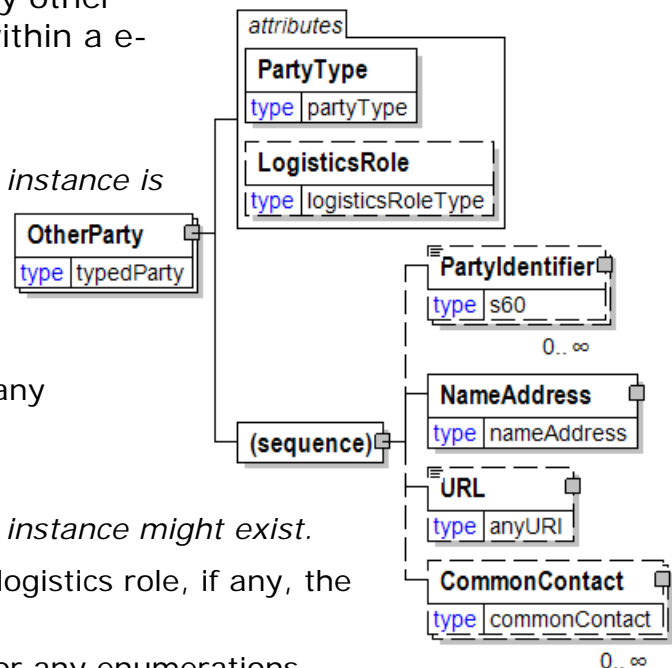 y other
vithin a e-
instance is
any
instance might exist.
logistics role, if any, the
or any enumerations
attributes
PartyType
type partyType
LogisticsRole
type logisticsRoleType
OtherParty
type typedParty
(sequence)
PartyIdentifier
type s60
0.. ∞
NameAddress
type nameAddress
URL
type anyURI
CommonContact
type commonContact
0.. ∞